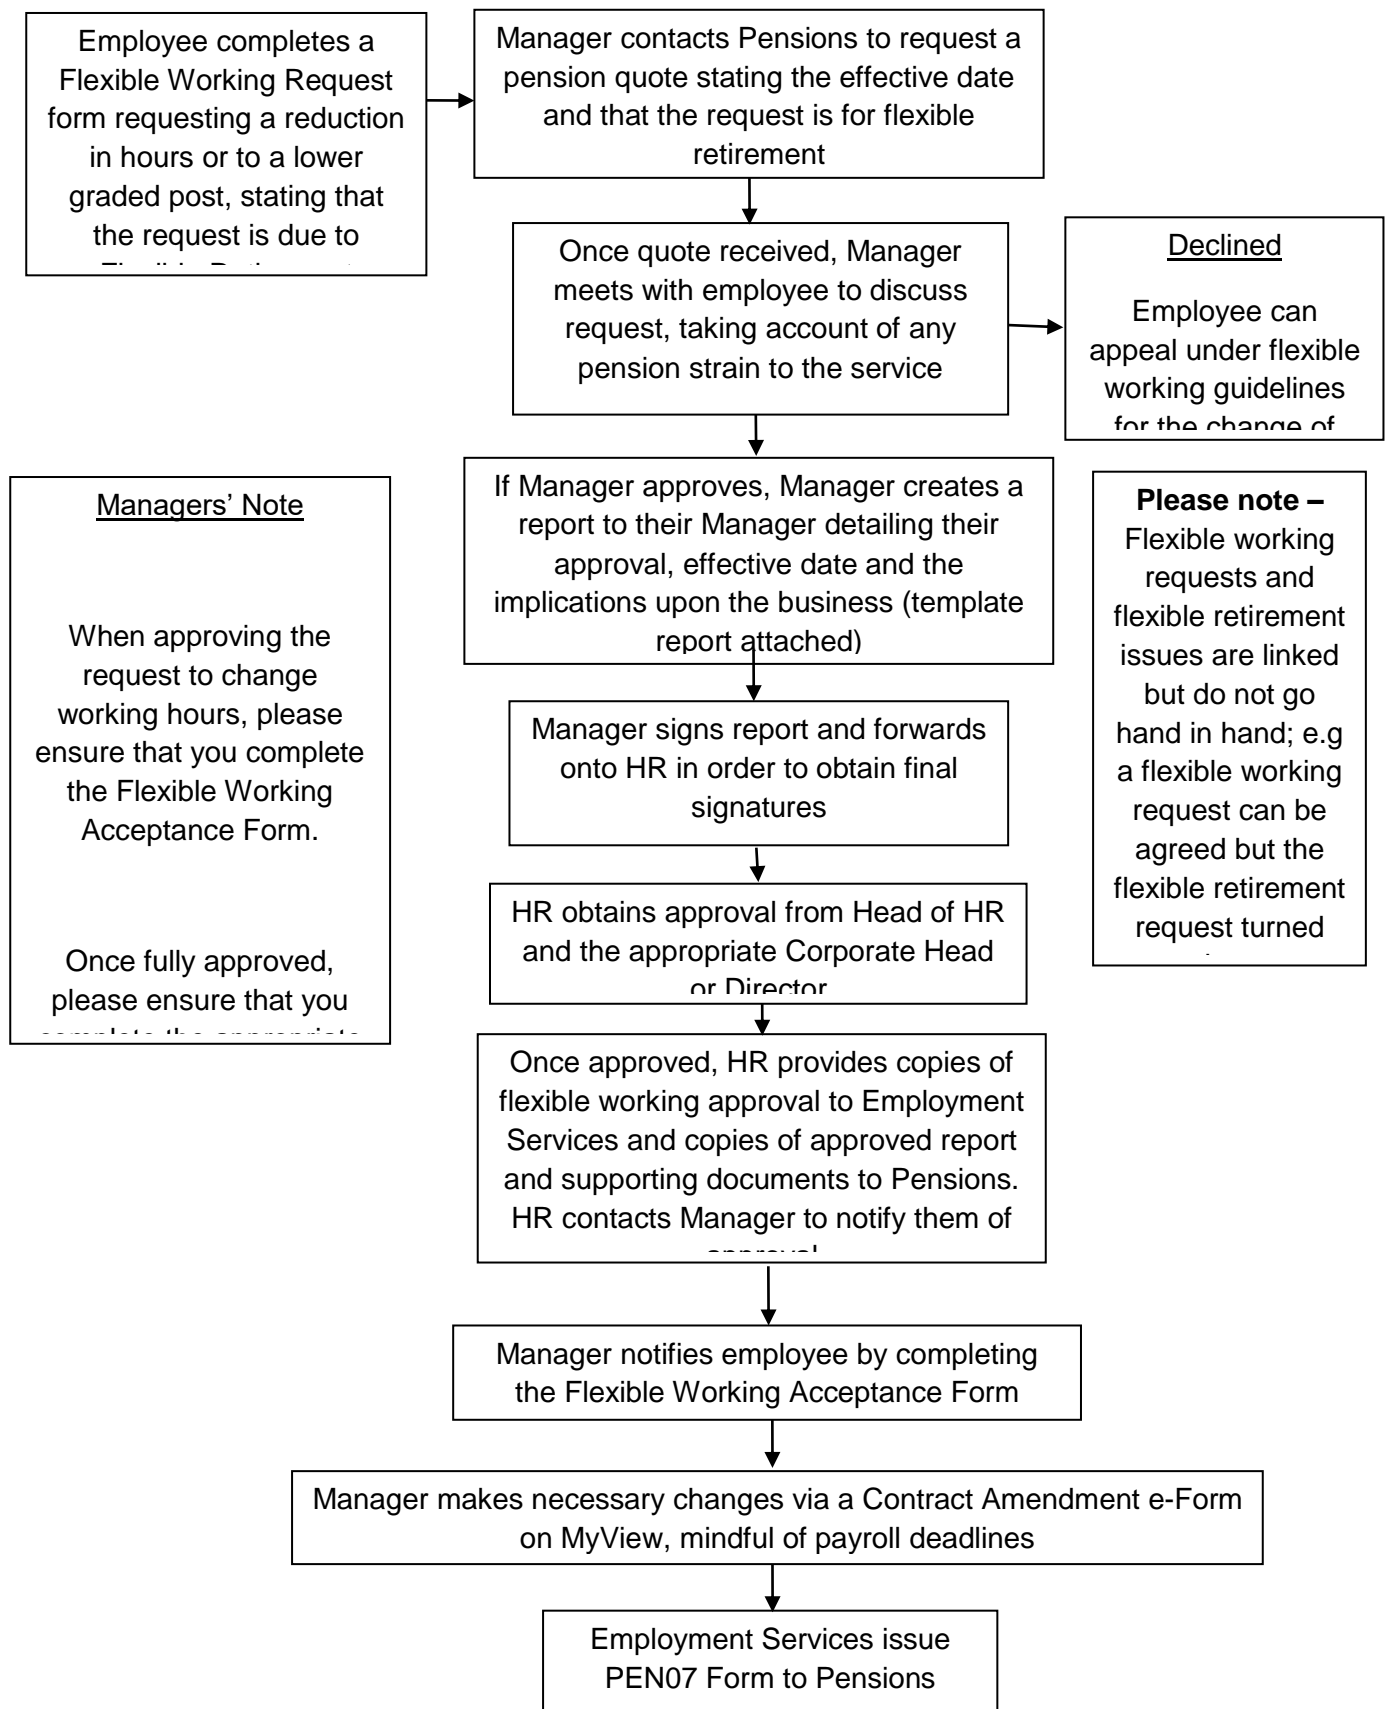 Employee completes a
Flexible Working Request
form requesting a reduction
in hours or to a lower
graded post, stating that
the request is due to
Manager contacts Pensions to request a
pension quote stating the effective date
and that the request is for flexible
retirement
Once quote received, Manager
meets with employee to discuss
request, taking account of any
pension strain to the service
Declined
Employee can
appeal under flexible
working guidelines
for the change of
If Manager approves, Manager creates a
report to their Manager detailing their
approval, effective date and the
implications upon the business (template
report attached)
Managers’ Note
When approving the
request to change
working hours, please
ensure that you complete
the Flexible Working
Acceptance Form.
Once fully approved,
please ensure that you
complete the appropriate
Please note –
Flexible working
requests and
flexible retirement
issues are linked
but do not go
hand in hand; e.g
a flexible working
request can be
agreed but the
flexible retirement
request turned
Manager signs report and forwards
onto HR in order to obtain final
signatures
HR obtains approval from Head of HR
and the appropriate Corporate Head
or Director
Once approved, HR provides copies of
flexible working approval to Employment
Services and copies of approved report
and supporting documents to Pensions.
HR contacts Manager to notify them of
approval
Manager notifies employee by completing
the Flexible Working Acceptance Form
Manager makes necessary changes via a Contract Amendment e-Form
on MyView, mindful of payroll deadlines
Employment Services issue
PEN07 Form to Pensions